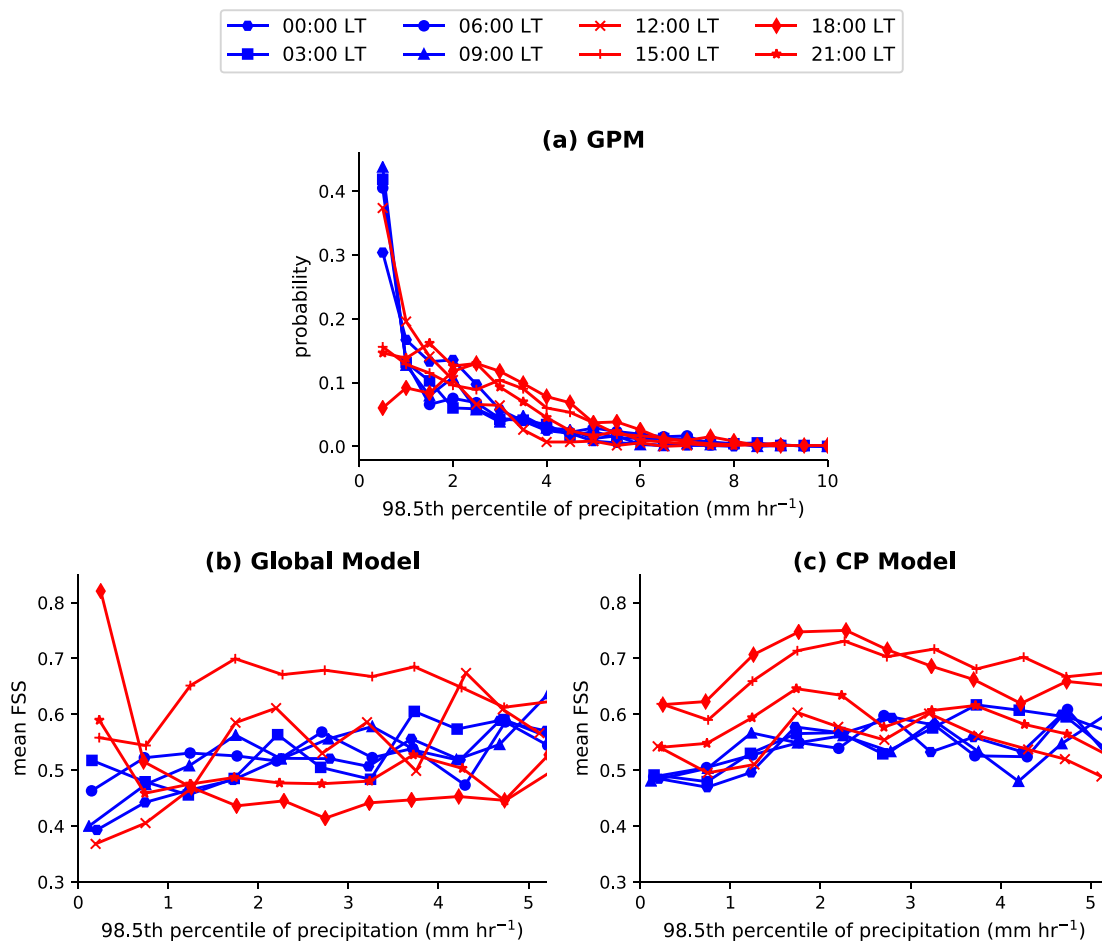 00:00 LT 06:00 LT 12:00 LT 18:00 LT
03:00 LT 09:00 LT 15:00 LT 21:00 LT
(a) GPM
probability
0.4
0.3
0.2
0.1
0.0
0 2 4 6 8 10
98.5th percentile of precipitation (mm hr⁻¹)
(b) Global Model
mean FSS
0.8
0.7
0.6
0.5
0.4
0.3
0 1 2 3 4 5
98.5th percentile of precipitation (mm hr⁻¹)
(c) CP Model
mean FSS
0.8
0.7
0.6
0.5
0.4
0.3
0 1 2 3 4 5
98.5th percentile of precipitation (mm hr⁻¹)